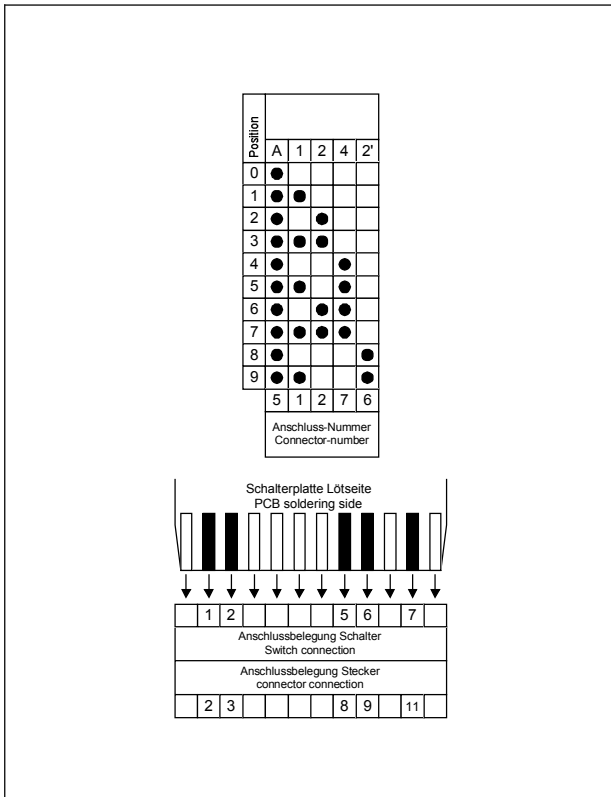 Position
A 1 2 4 2'
0
1
2
3
4
5
6
7
8
9
5 1 2 7 6
Anschluss-Nummer
Connector-number
Schalterplatte Lötseite
PCB soldering side
1 2 5 6 7
Anschlussbelegung Schalter
Switch connection
Anschlussbelegung Stecker
connector connection
2 3 8 9 11